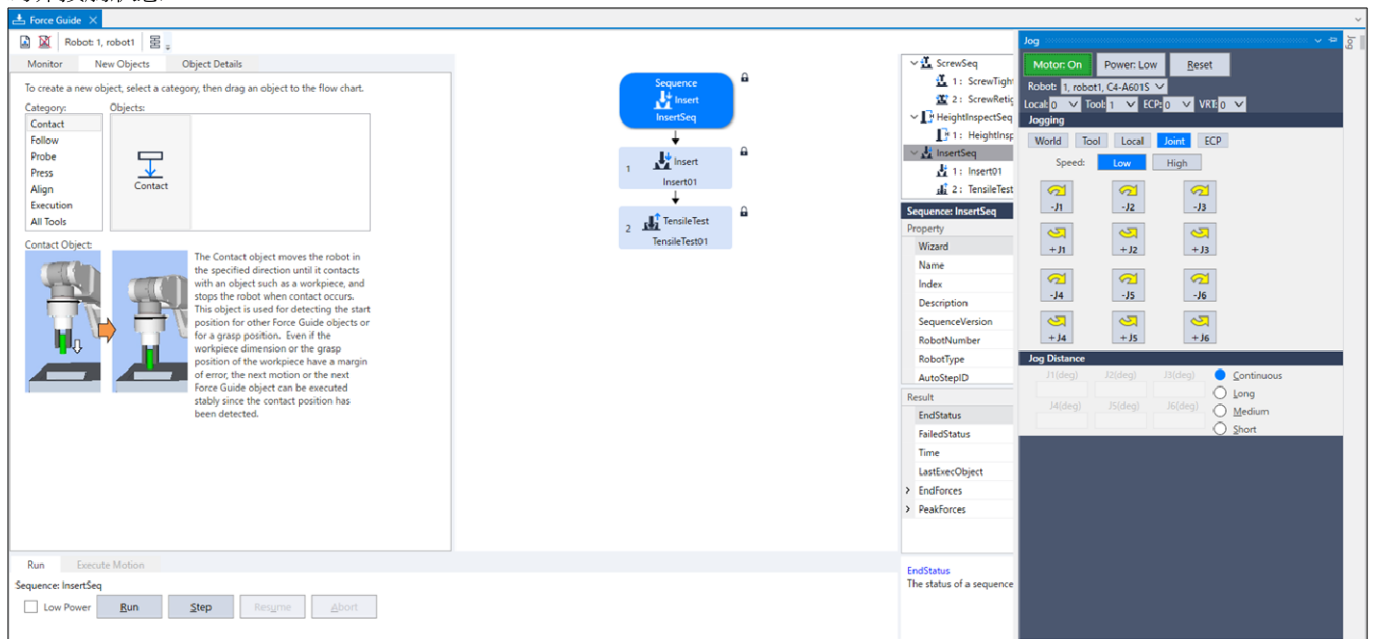 Force Guide
Robot: 1, robot1
Monitor New Objects Object Details
To create a new object, select a category, then drag an object to the flow chart.
Category: Objects:
Contact
Follow
Probe
Press
Align
Execution
All Tools
Contact
Contact Object:
The Contact object moves the robot in
the specified direction until it contacts
with an object such as a workpiece, and
stops the robot when contact occurs.
This object is used for detecting the start
position for other Force Guide objects or
for a grasp position. Even if the
workpiece dimension or the grasp
position of the workpiece have a margin
of error, the next motion or the next
Force Guide object can be executed
stably since the contact position has
been detected.
Run Execute Motion
Sequence: InsertSeq
Low Power Run Step Resume Abort
Sequence
Insert
InsertSeq
1 Insert
Insert01
2 TensileTest
TensileTest01
ScrewSeq
1: ScrewTigh
2: ScrewRetig
HeightInspectSeq
1: HeightInsp
InsertSeq
1: Insert01
2: TensileTest
Sequence: InsertSeq
Property
Wizard
Name
Index
Description
SequenceVersion
RobotNumber
RobotType
AutoStepID
Result
EndStatus
FailedStatus
Time
LastExecObject
EndForces
PeakForces
EndStatus
The status of a sequence
Jog
Motor: On Power: Low Reset
Robot: 1, robot1, C4-A601S
Local: 0 Tool: 1 ECP: 0 VRT: 0
Jogging
World Tool Local Joint ECP
Speed: Low High
-J1 -J2 -J3
+J1 +J2 +J3
-J4 -J5 -J6
+J4 +J5 +J6
Jog Distance
J1(deg) J2(deg) J3(deg) Continuous
Long
J4(deg) J5(deg) J6(deg) Medium
Short
Jog